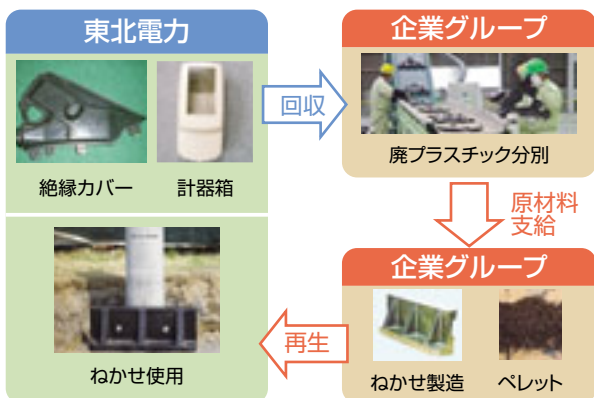 東北電力
絶縁カバー
計器箱
回収
企業グループ
廃プラスチック分別
原材料
支給
企業グループ
ねかせ製造
ペレット
再生
ねかせ使用